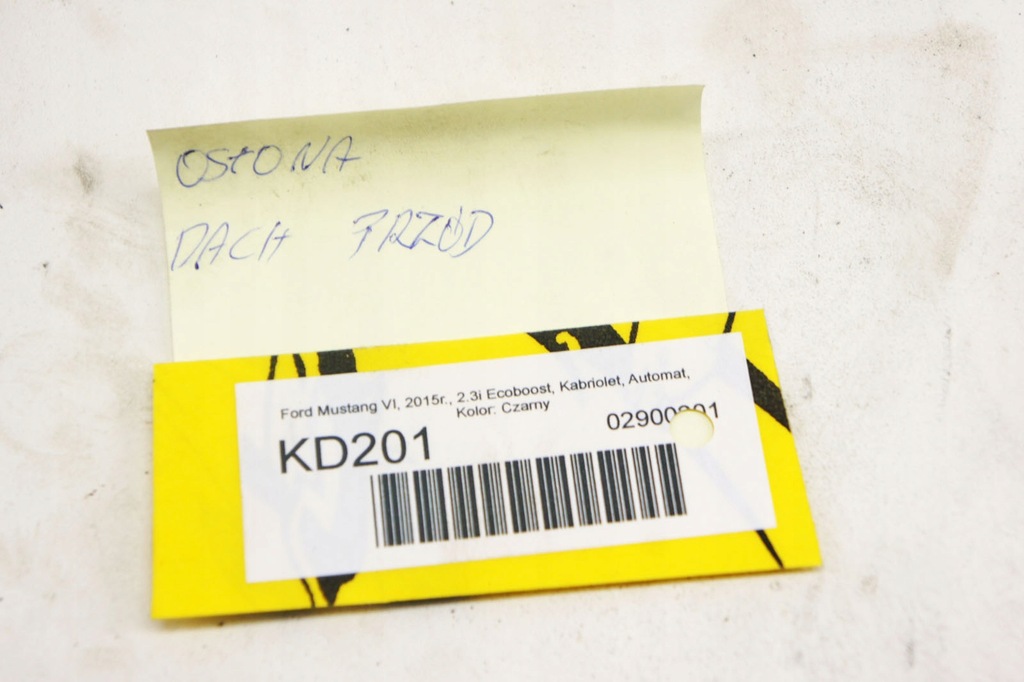 OSŁONA
DACH PRZÓD
Ford Mustang VI, 2015r., 2.3i Ecoboost, Kabriolet, Automat,
Kolor: Czarny
KD201